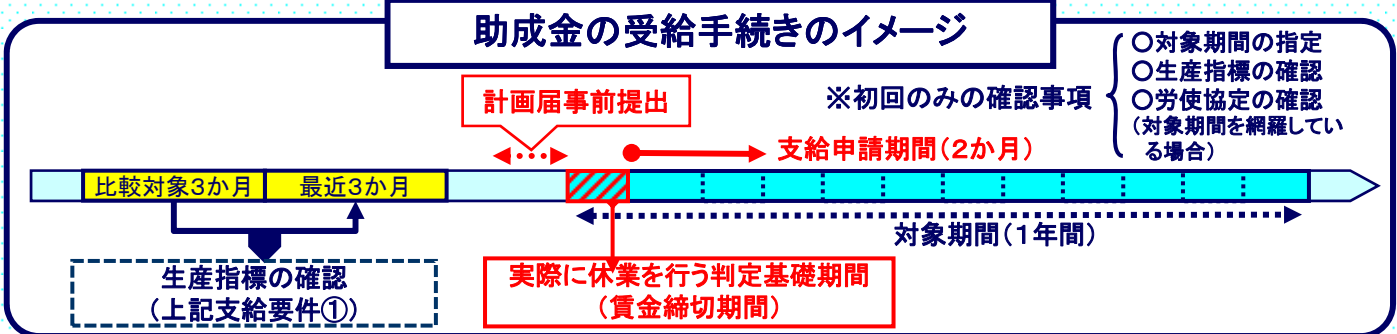 助成金の受給手続きのイメージ
計画届事前提出
※初回のみの確認事項
○対象期間の指定
○生産指標の確認
○労使協定の確認
(対象期間を網羅してい
る場合)
支給申請期間(2か月)
比較対象3か月
最近3か月
対象期間(1年間)
生産指標の確認
(上記支給要件①)
実際に休業を行う判定基礎期間
(賃金締切期間)